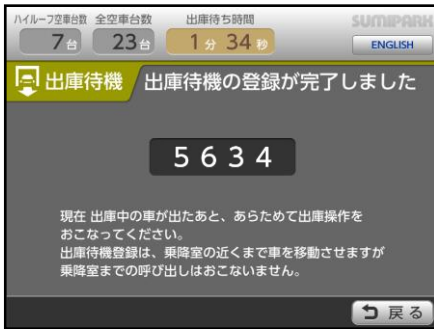 ハイルーフ空車台数 全空車台数 出庫待ち時間 SUMIPARK
7台 23台 1分34秒 ENGLISH
出庫待機 出庫待機の登録が完了しました
5634
現在 出庫中の車が出たあと、あらためて出庫操作を
おこなってください。
出庫待機登録は、乗降室の近くまで車を移動させますが
乗降室までの呼び出しはおこないません。
戻る